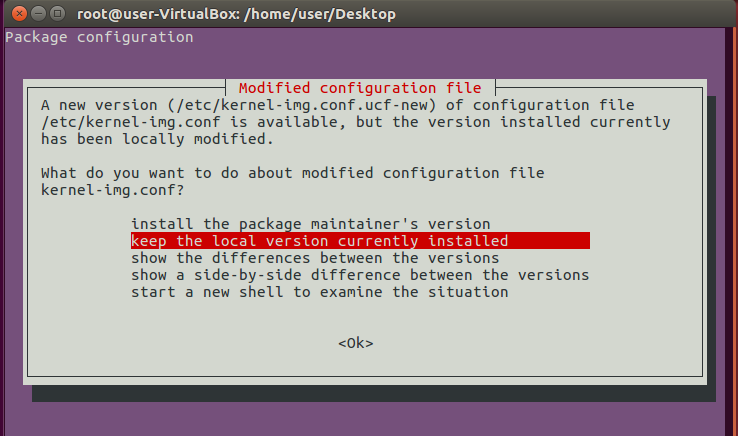 root@user-VirtualBox: /home/user/Desktop
Package configuration
Modified configuration file
A new version (/etc/kernel-img.conf.ucf-new) of configuration file
/etc/kernel-img.conf is available, but the version installed currently
has been locally modified.
What do you want to do about modified configuration file
kernel-img.conf?
install the package maintainer's version
keep the local version currently installed
show the differences between the versions
show a side-by-side difference between the versions
start a new shell to examine the situation
<Ok>